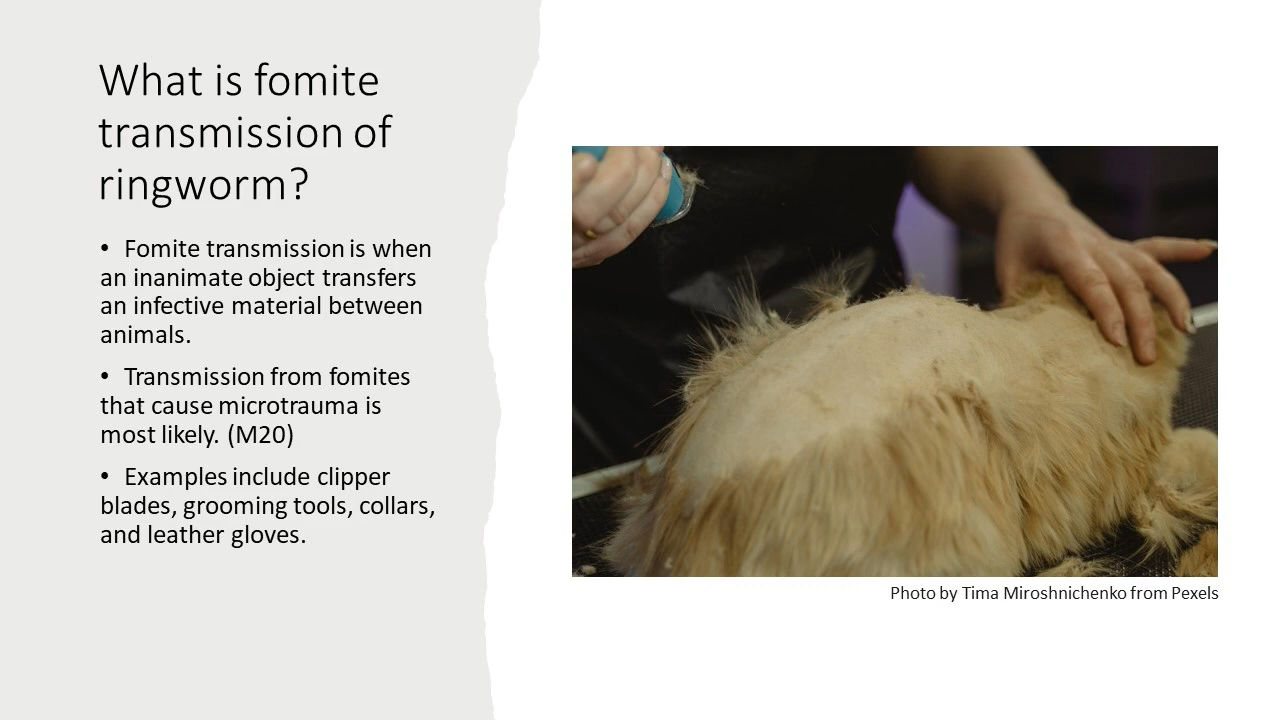 What is fomite
transmission of
ringworm?
• Fomite transmission is when
an inanimate object transfers
an infective material between
animals.
• Transmission from fomites
that cause microtrauma is
most likely. (M20)
• Examples include clipper
blades, grooming tools, collars,
and leather gloves.
Photo by Tima Miroshnichenko from Pexels